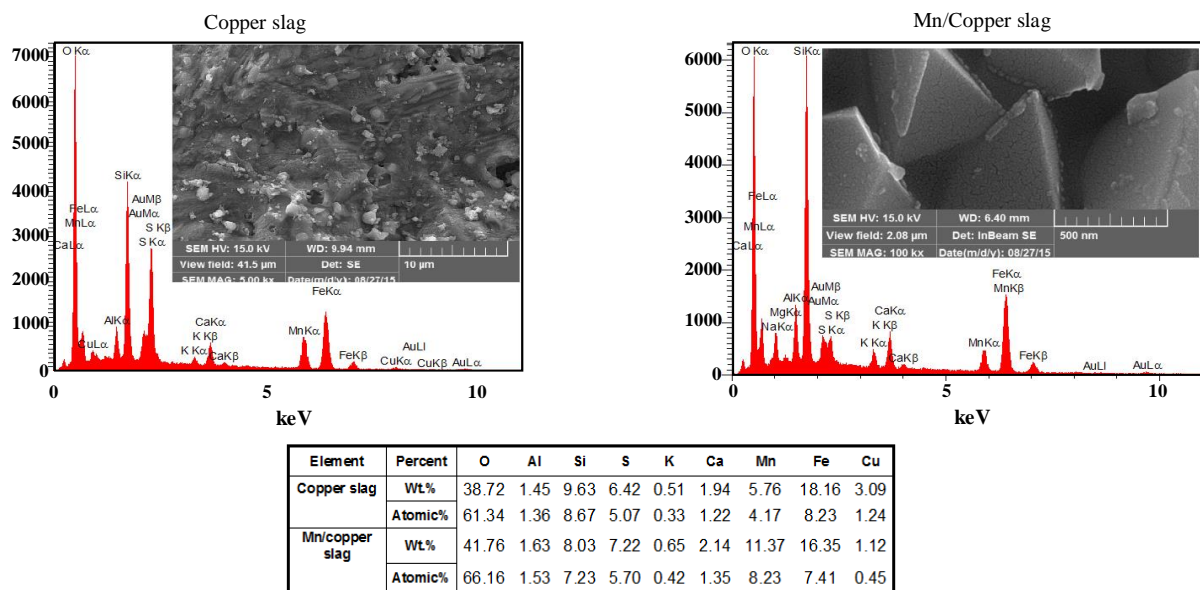 Copper slag
7000
6000
5000
4000
3000
2000
1000
0
O Kα
FeLα
MnLα
CaLα
CuLα
AlKα
SiKα
AuMβ
AuMα
S Kβ
S Kα
K Kα
K Kβ
CaKα
CaKβ
MnKα
FeKα
FeKβ
CuKα
AuLl
CuKβ
AuLα
SEM HV: 15.0 kV WD: 9.94 mm
View field: 41.5 µm Det: SE 10 µm
SEM MAG: 5.00 kx Date(m/d/y): 08/27/15
0 5 10
keV
Mn/Copper slag
6000
5000
4000
3000
2000
1000
0
O Kα
SiKα
FeLα
MnLα
CaLα
NaKα
MgKα
AlKα
AuMβ
AuMα
S Kβ
S Kα
K Kα
K Kβ
CaKα
CaKβ
MnKα
FeKα
MnKβ
FeKβ
AuLl
AuLα
SEM HV: 15.0 kV WD: 6.40 mm
View field: 2.08 µm Det: InBeam SE 500 nm
SEM MAG: 100 kx Date(m/d/y): 08/27/15
0 5 10
keV
Element Percent O Al Si S K Ca Mn Fe Cu
Copper slag Wt.% 38.72 1.45 9.63 6.42 0.51 1.94 5.76 18.16 3.09
Atomic% 61.34 1.36 8.67 5.07 0.33 1.22 4.17 8.23 1.24
Mn/copper slag Wt.% 41.76 1.63 8.03 7.22 0.65 2.14 11.37 16.35 1.12
Atomic% 66.16 1.53 7.23 5.70 0.42 1.35 8.23 7.41 0.45